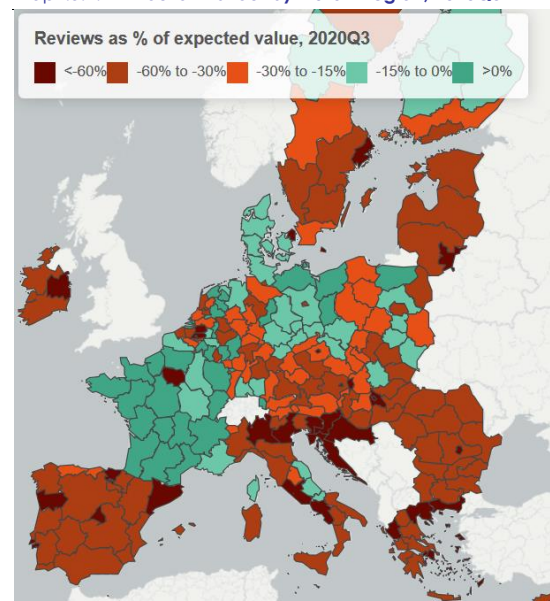 Reviews as % of expected value, 2020Q3
<-60% -60% to -30% -30% to -15% -15% to 0% >0%